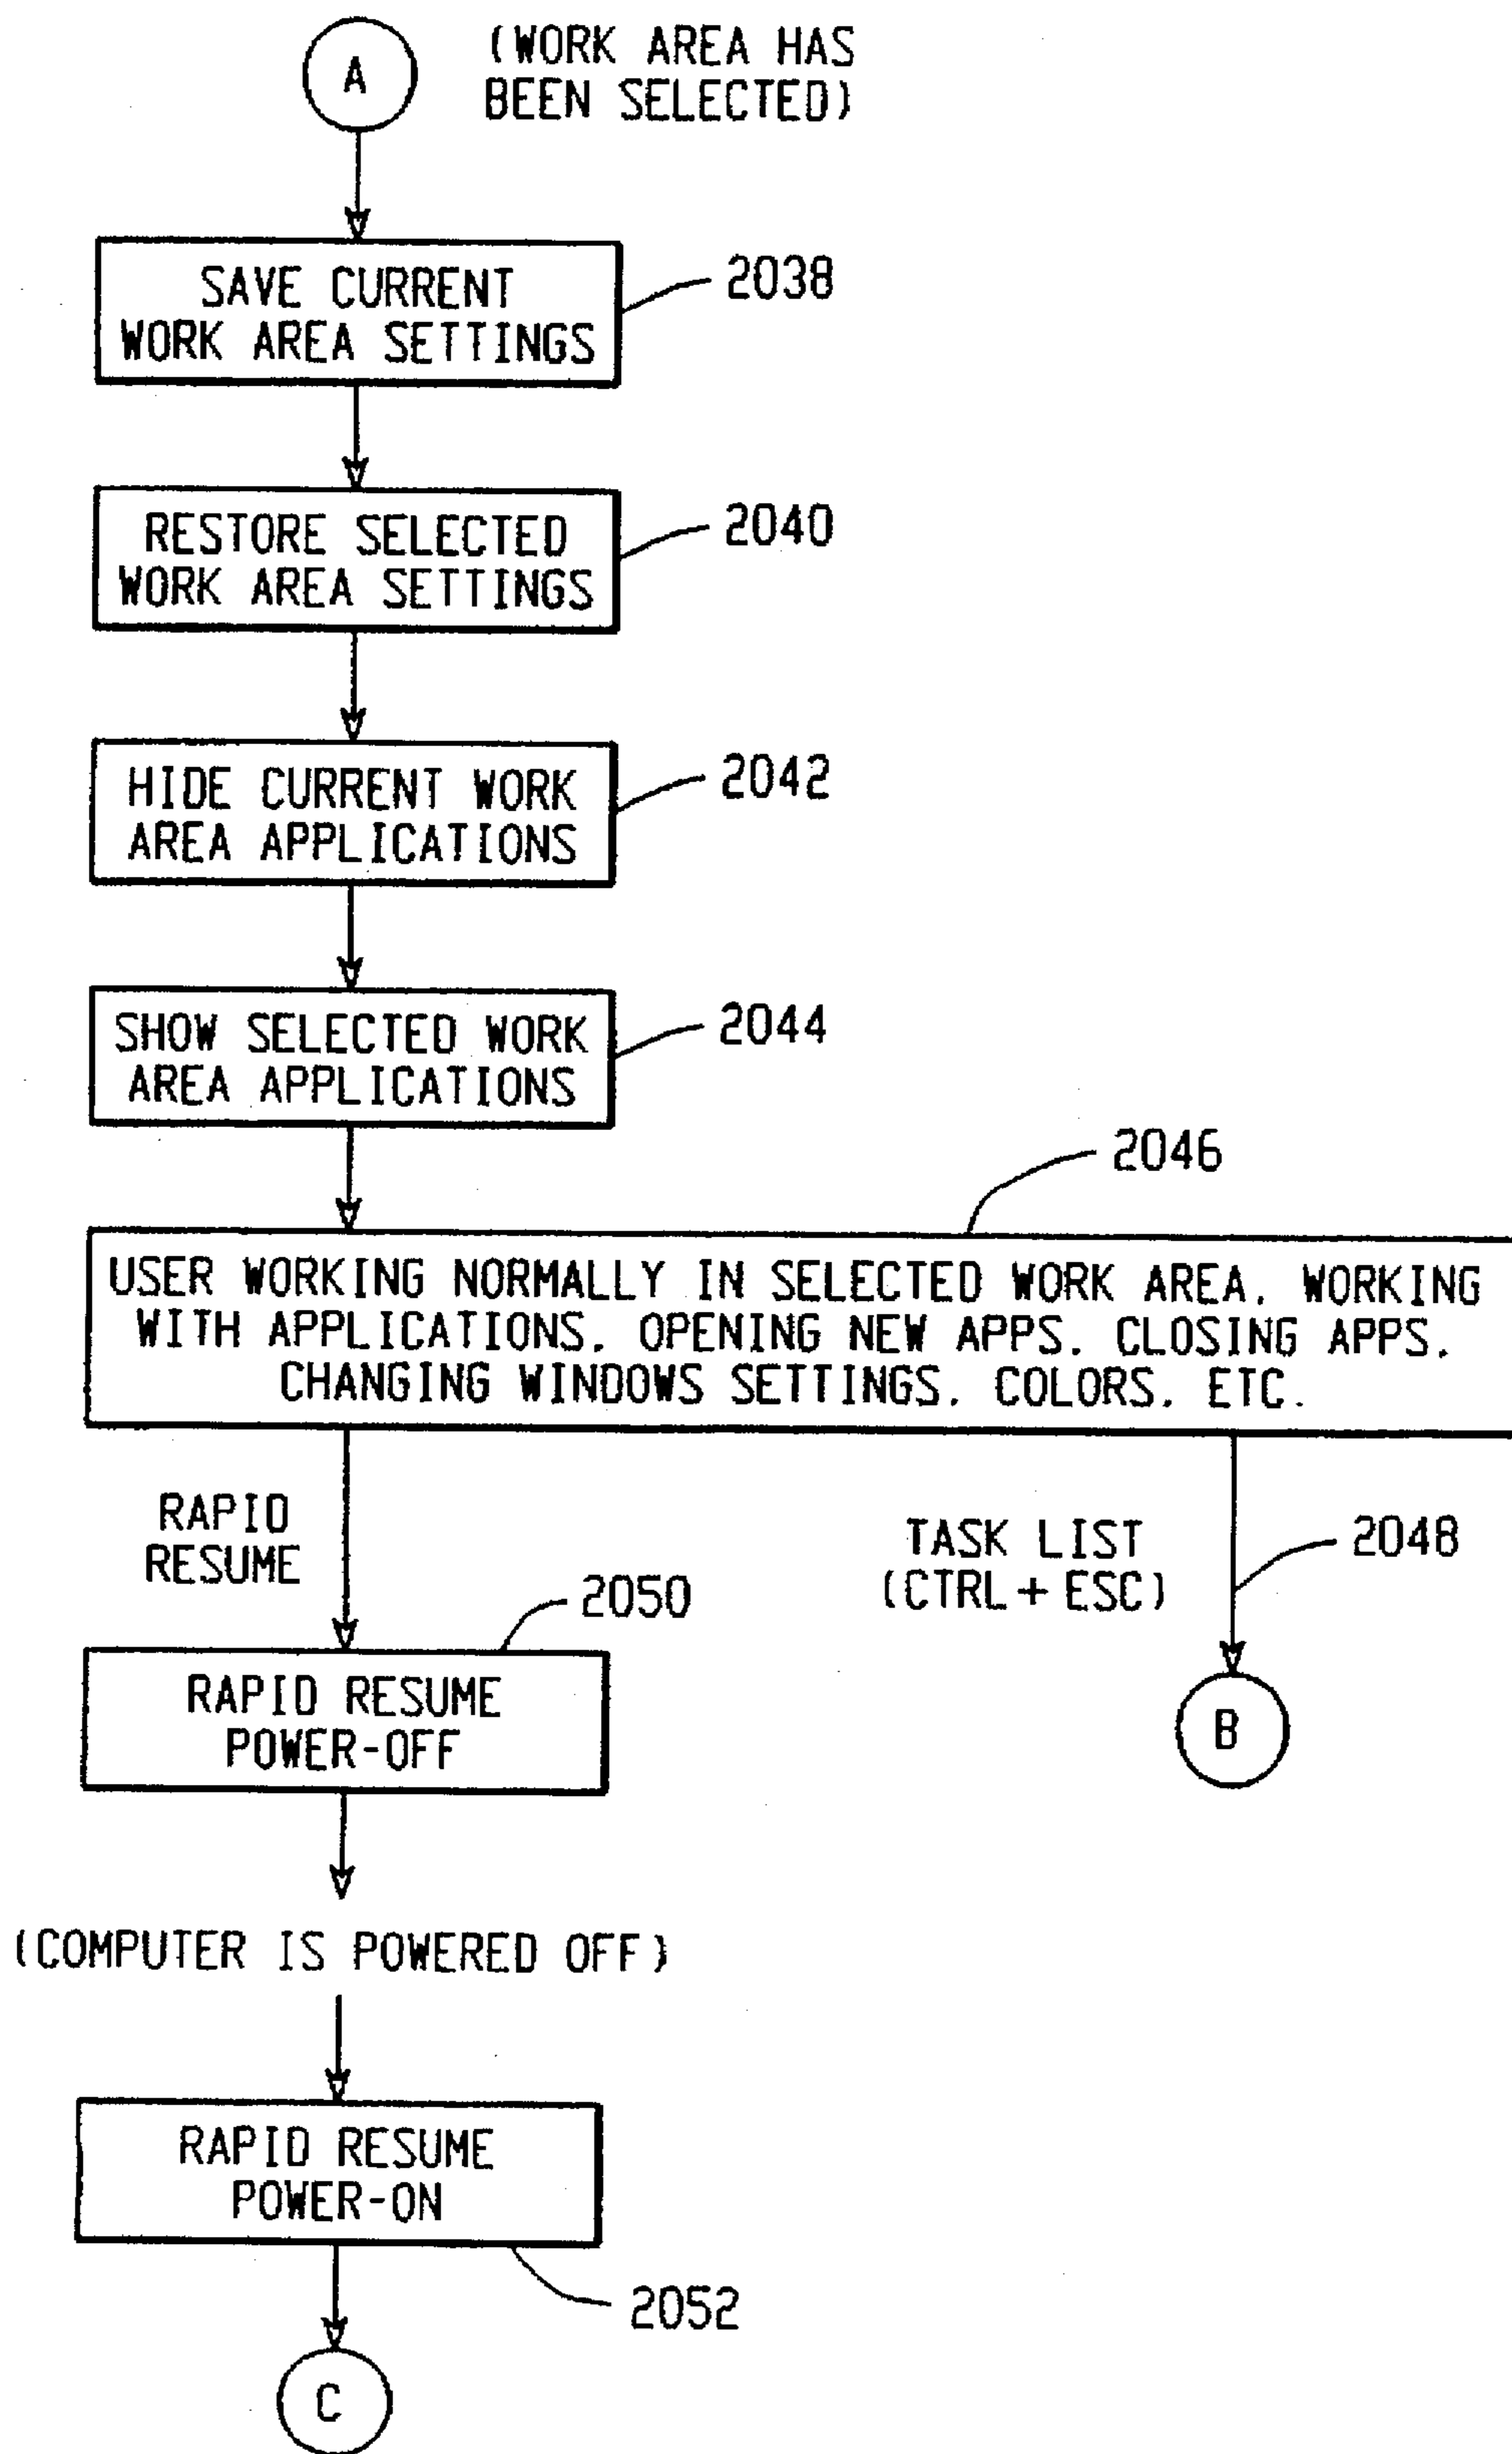 A
(WORK AREA HAS
BEEN SELECTED)
SAVE CURRENT
WORK AREA SETTINGS
2038
RESTORE SELECTED
WORK AREA SETTINGS
2040
HIDE CURRENT WORK
AREA APPLICATIONS
2042
SHOW SELECTED WORK
AREA APPLICATIONS
2044
2046
USER WORKING NORMALLY IN SELECTED WORK AREA, WORKING
WITH APPLICATIONS, OPENING NEW APPS, CLOSING APPS,
CHANGING WINDOWS SETTINGS, COLORS, ETC.
RAPID
RESUME
TASK LIST
(CTRL+ESC)
2048
2050
RAPID RESUME
POWER-OFF
B
(COMPUTER IS POWERED OFF)
RAPID RESUME
POWER-ON
2052
C